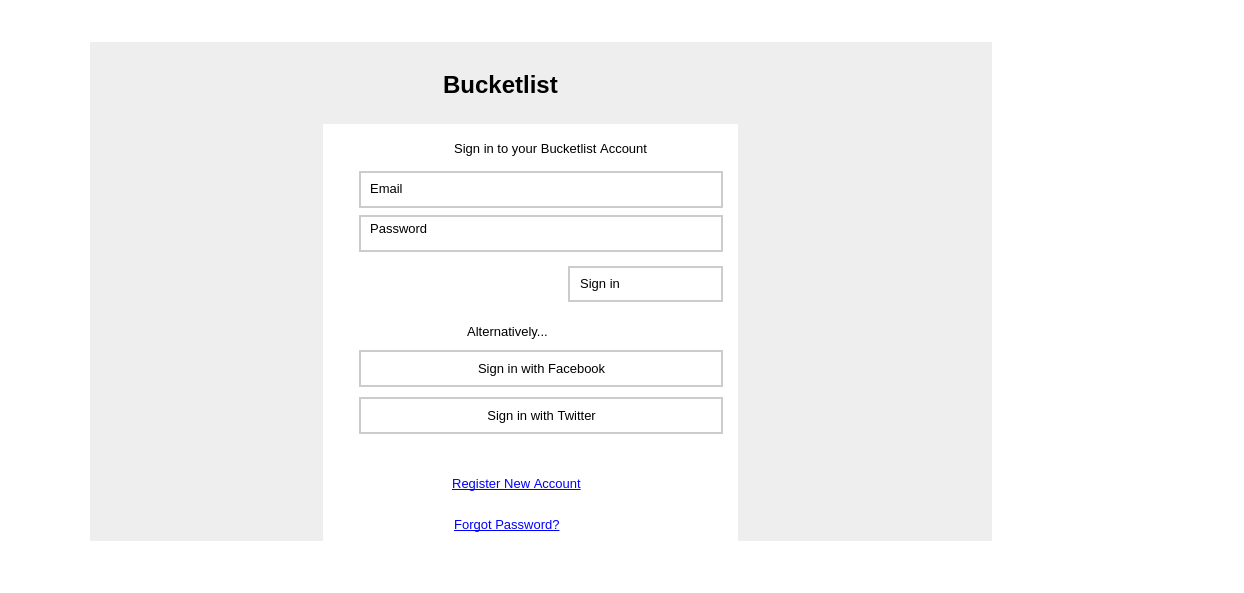 Bucketlist
Sign in to your Bucketlist Account
Email
Password
Sign in
Alternatively...
Sign in with Facebook
Sign in with Twitter
Register New Account
Forgot Password?